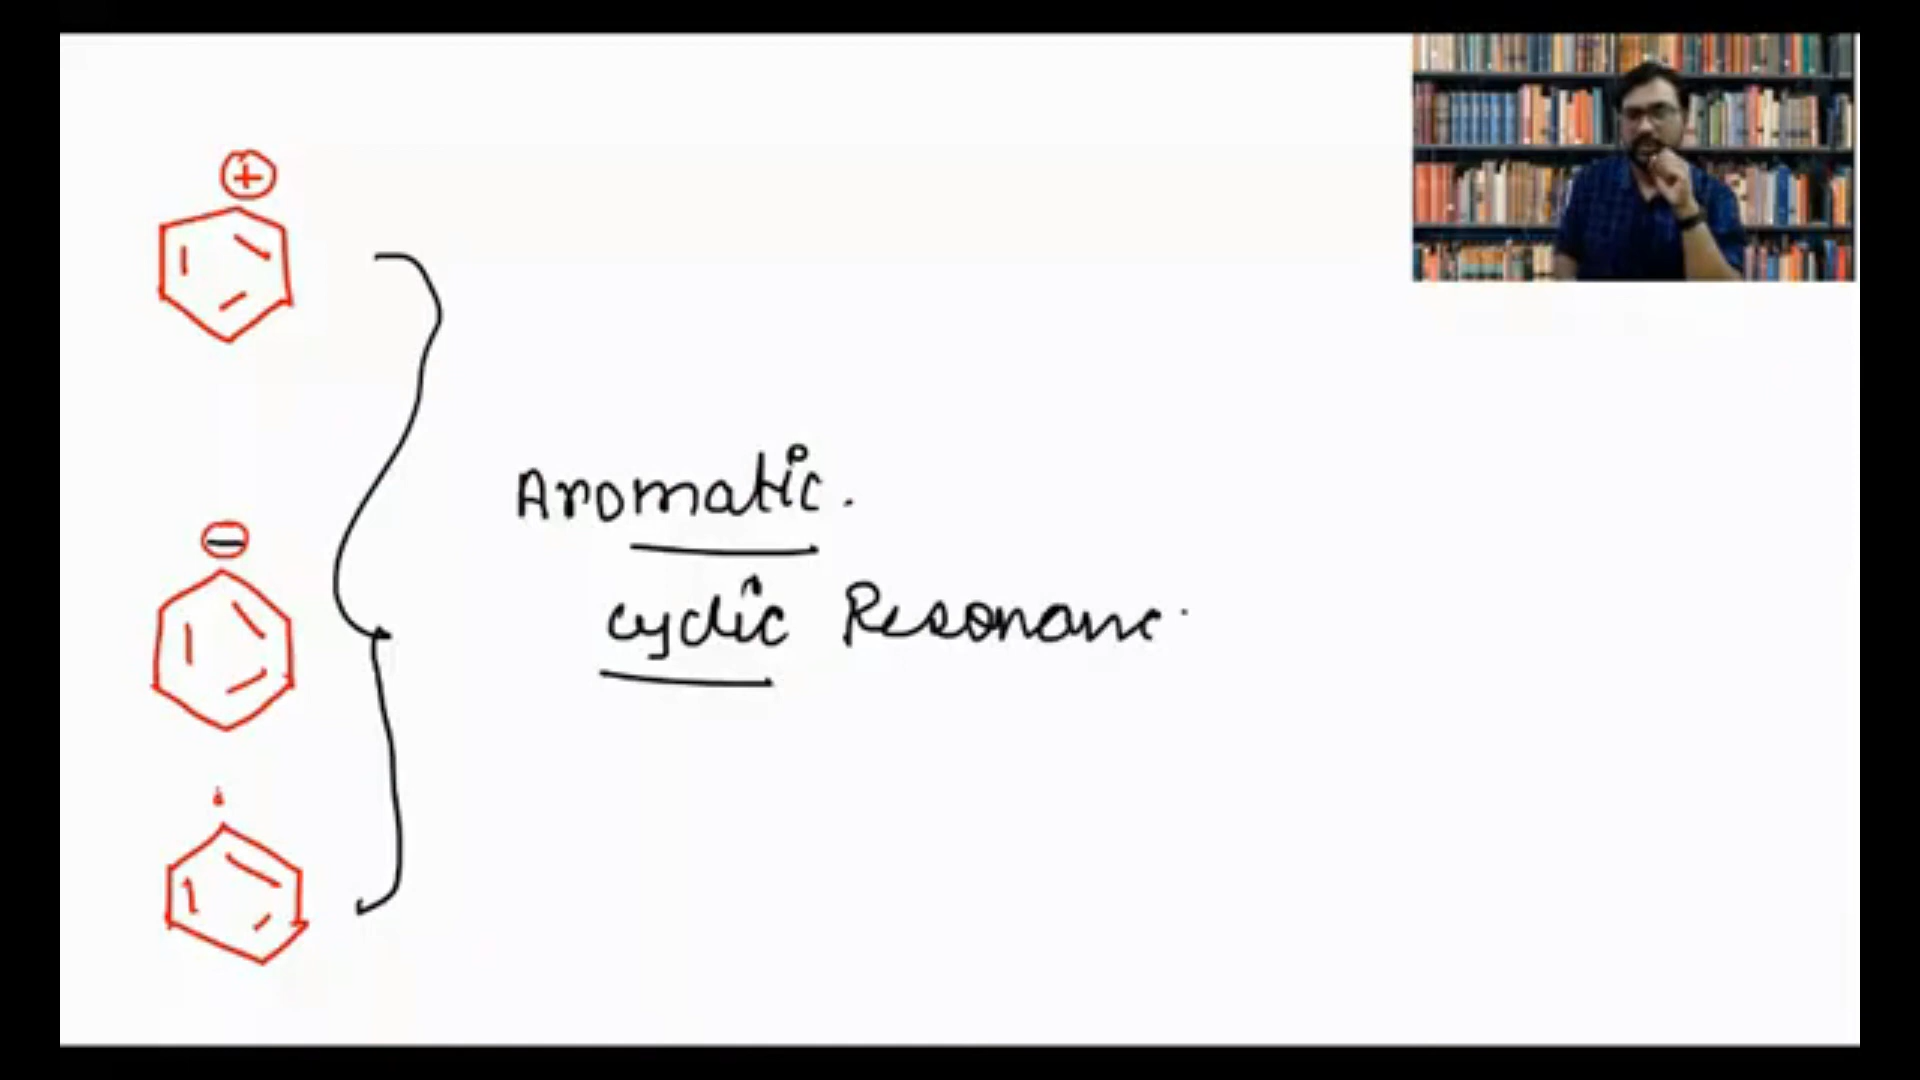 +
Aromatic.
−
cyclic Resonanc.